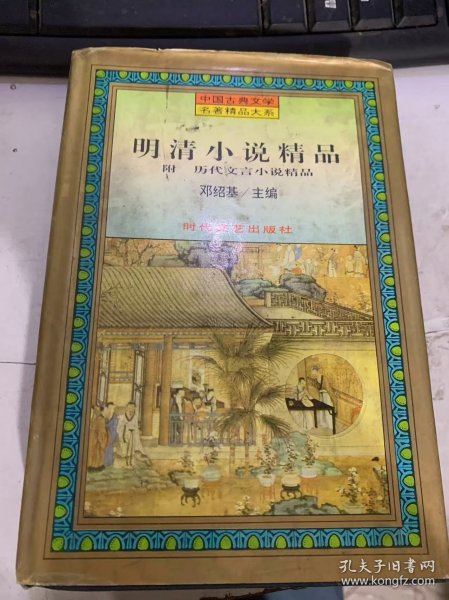 中国古典文学
名著精品大系
明清小说精品
附 历代文言小说精品
邓绍基／主编
时代文艺出版社
孔夫子旧书网
www.kongfz.com